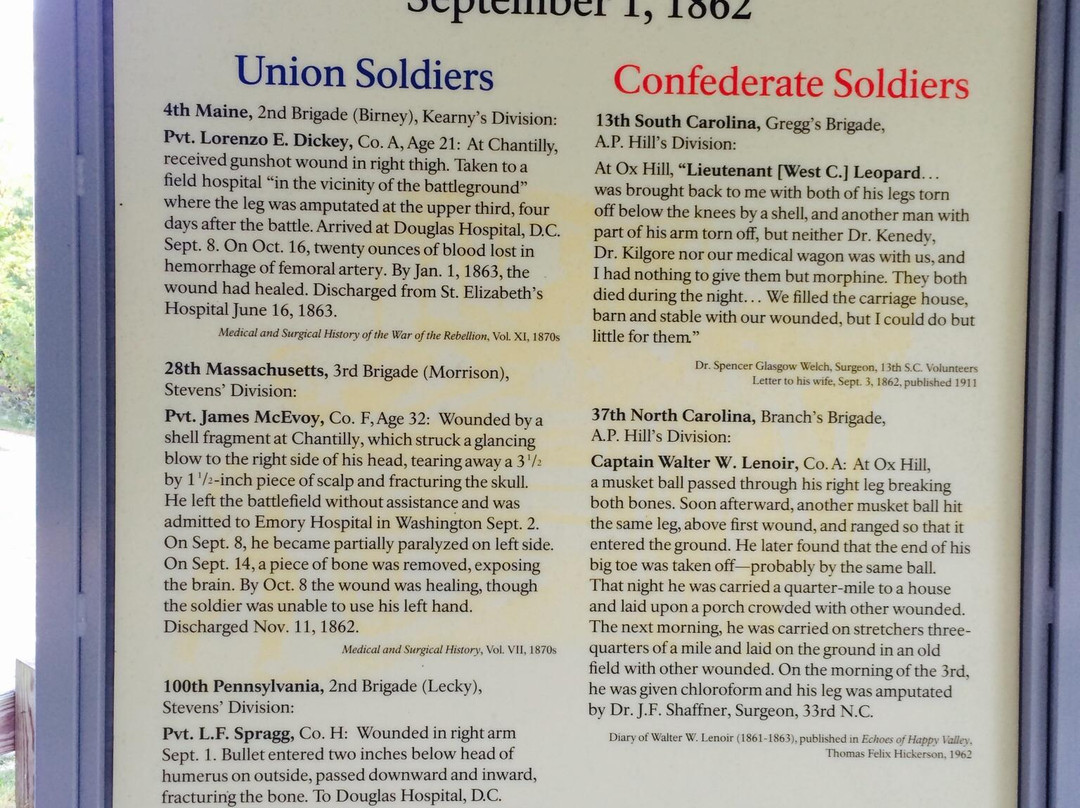 September 1, 1862
Union Soldiers
4th Maine, 2nd Brigade (Birney), Kearny's Division:
Pvt. Lorenzo E. Dickey, Co. A, Age 21: At Chantilly,
received gunshot wound in right thigh. Taken to a
field hospital “in the vicinity of the battleground”
where the leg was amputated at the upper third, four
days after the battle. Arrived at Douglas Hospital, D.C.
Sept. 8. On Oct. 16, twenty ounces of blood lost in
hemorrhage of femoral artery. By Jan. 1, 1863, the
wound had healed. Discharged from St. Elizabeth's
Hospital June 16, 1863.
Medical and Surgical History of the War of the Rebellion, Vol. XI, 1870s
28th Massachusetts, 3rd Brigade (Morrison),
Stevens' Division:
Pvt. James McEvoy, Co. F, Age 32: Wounded by a
shell fragment at Chantilly, which struck a glancing
blow to the right side of his head, tearing away a 3 1/2
by 1 1/2-inch piece of scalp and fracturing the skull.
He left the battlefield without assistance and was
admitted to Emory Hospital in Washington Sept. 2.
On Sept. 8, he became partially paralyzed on left side.
On Sept. 14, a piece of bone was removed, exposing
the brain. By Oct. 8 the wound was healing, though
the soldier was unable to use his left hand.
Discharged Nov. 11, 1862.
Medical and Surgical History, Vol. VII, 1870s
100th Pennsylvania, 2nd Brigade (Lecky),
Stevens' Division:
Pvt. L.F. Spragg, Co. H: Wounded in right arm
Sept. 1. Bullet entered two inches below head of
humerus on outside, passed downward and inward,
fracturing the bone. To Douglas Hospital, D.C.
Confederate Soldiers
13th South Carolina, Gregg's Brigade,
A.P. Hill's Division:
At Ox Hill, “Lieutenant [West C.] Leopard…
was brought back to me with both of his legs torn
off below the knees by a shell, and another man with
part of his arm torn off, but neither Dr. Kenedy,
Dr. Kilgore nor our medical wagon was with us, and
I had nothing to give them but morphine. They both
died during the night… We filled the carriage house,
barn and stable with our wounded, but I could do but
little for them”
Dr. Spencer Glasgow Welch, Surgeon, 13th S.C. Volunteers
Letter to his wife, Sept. 3, 1862, published 1911
37th North Carolina, Branch's Brigade,
A.P. Hill's Division:
Captain Walter W. Lenoir, Co. A: At Ox Hill,
a musket ball passed through his right leg breaking
both bones. Soon afterward, another musket ball hit
the same leg, above first wound, and ranged so that it
entered the ground. He later found that the end of his
big toe was taken off—probably by the same ball.
That night he was carried a quarter-mile to a house
and laid upon a porch crowded with other wounded.
The next morning, he was carried on stretchers three-
quarters of a mile and laid on the ground in an old
field with other wounded. On the morning of the 3rd,
he was given chloroform and his leg was amputated
by Dr. J.F. Shaffner, Surgeon, 33rd N.C.
Diary of Walter W. Lenoir (1861-1863), published in Echoes of Happy Valley,
Thomas Felix Hickerson, 1962